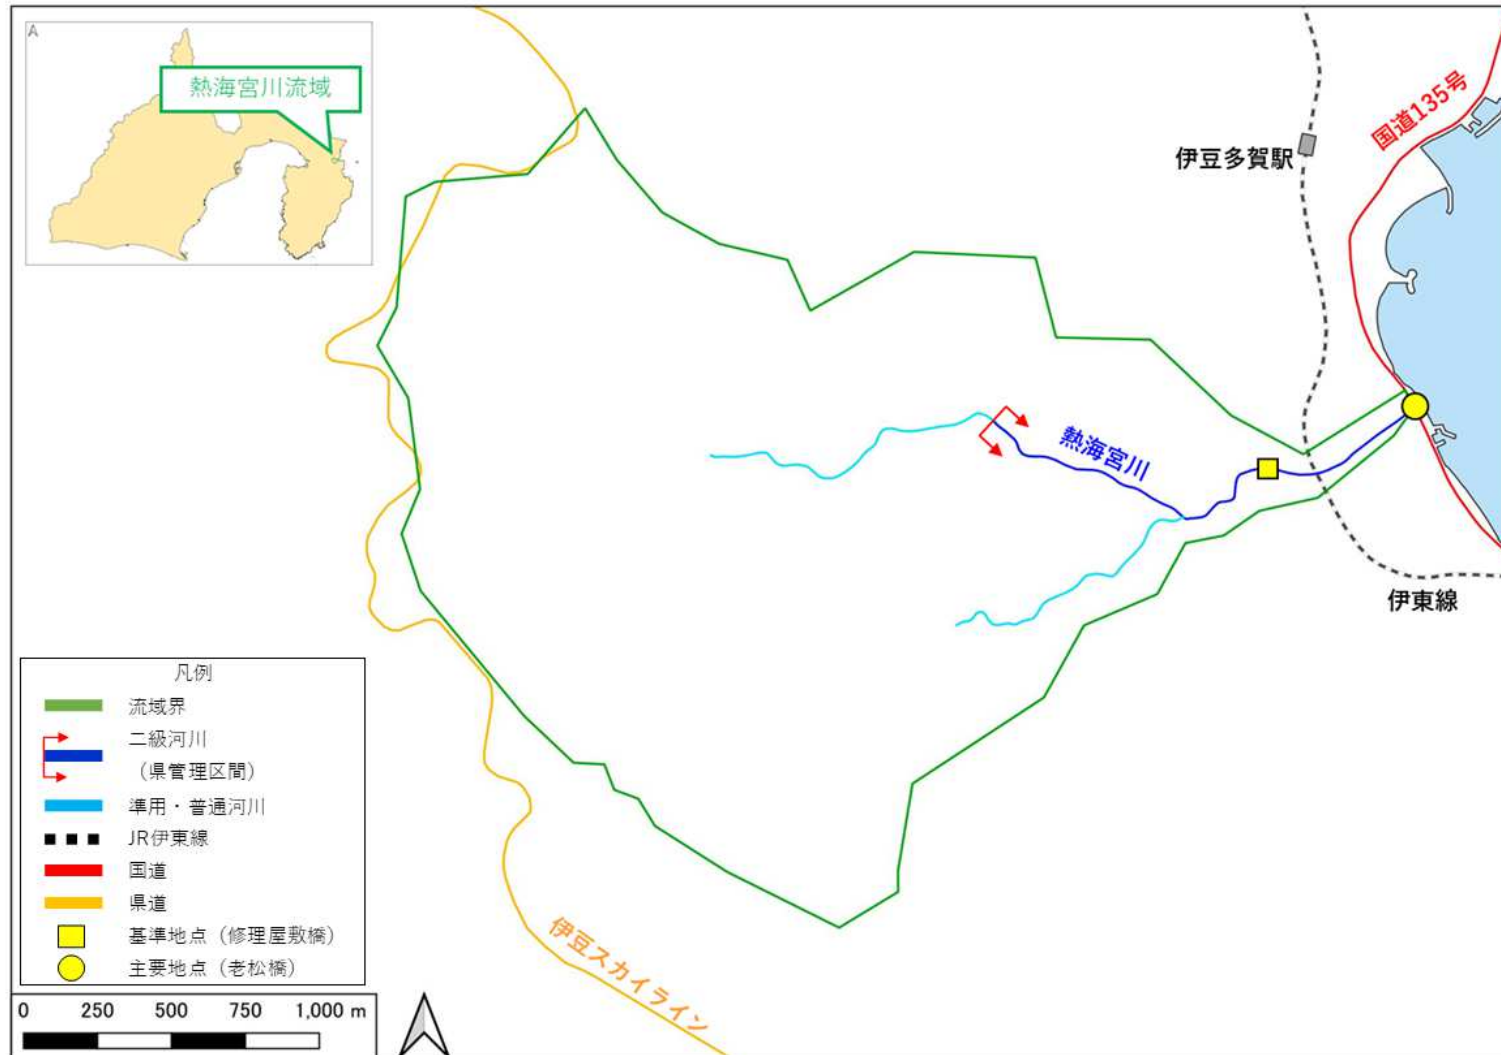 A
熱海宮川流域
国道135号
伊豆多賀駅
熱海宮川
伊東線
伊豆スカイライン
凡例
流域界
二級河川
(県管理区間)
準用・普通河川
JR伊東線
国道
県道
基準地点(修理屋敷橋)
主要地点(老松橋)
0 250 500 750 1,000 m